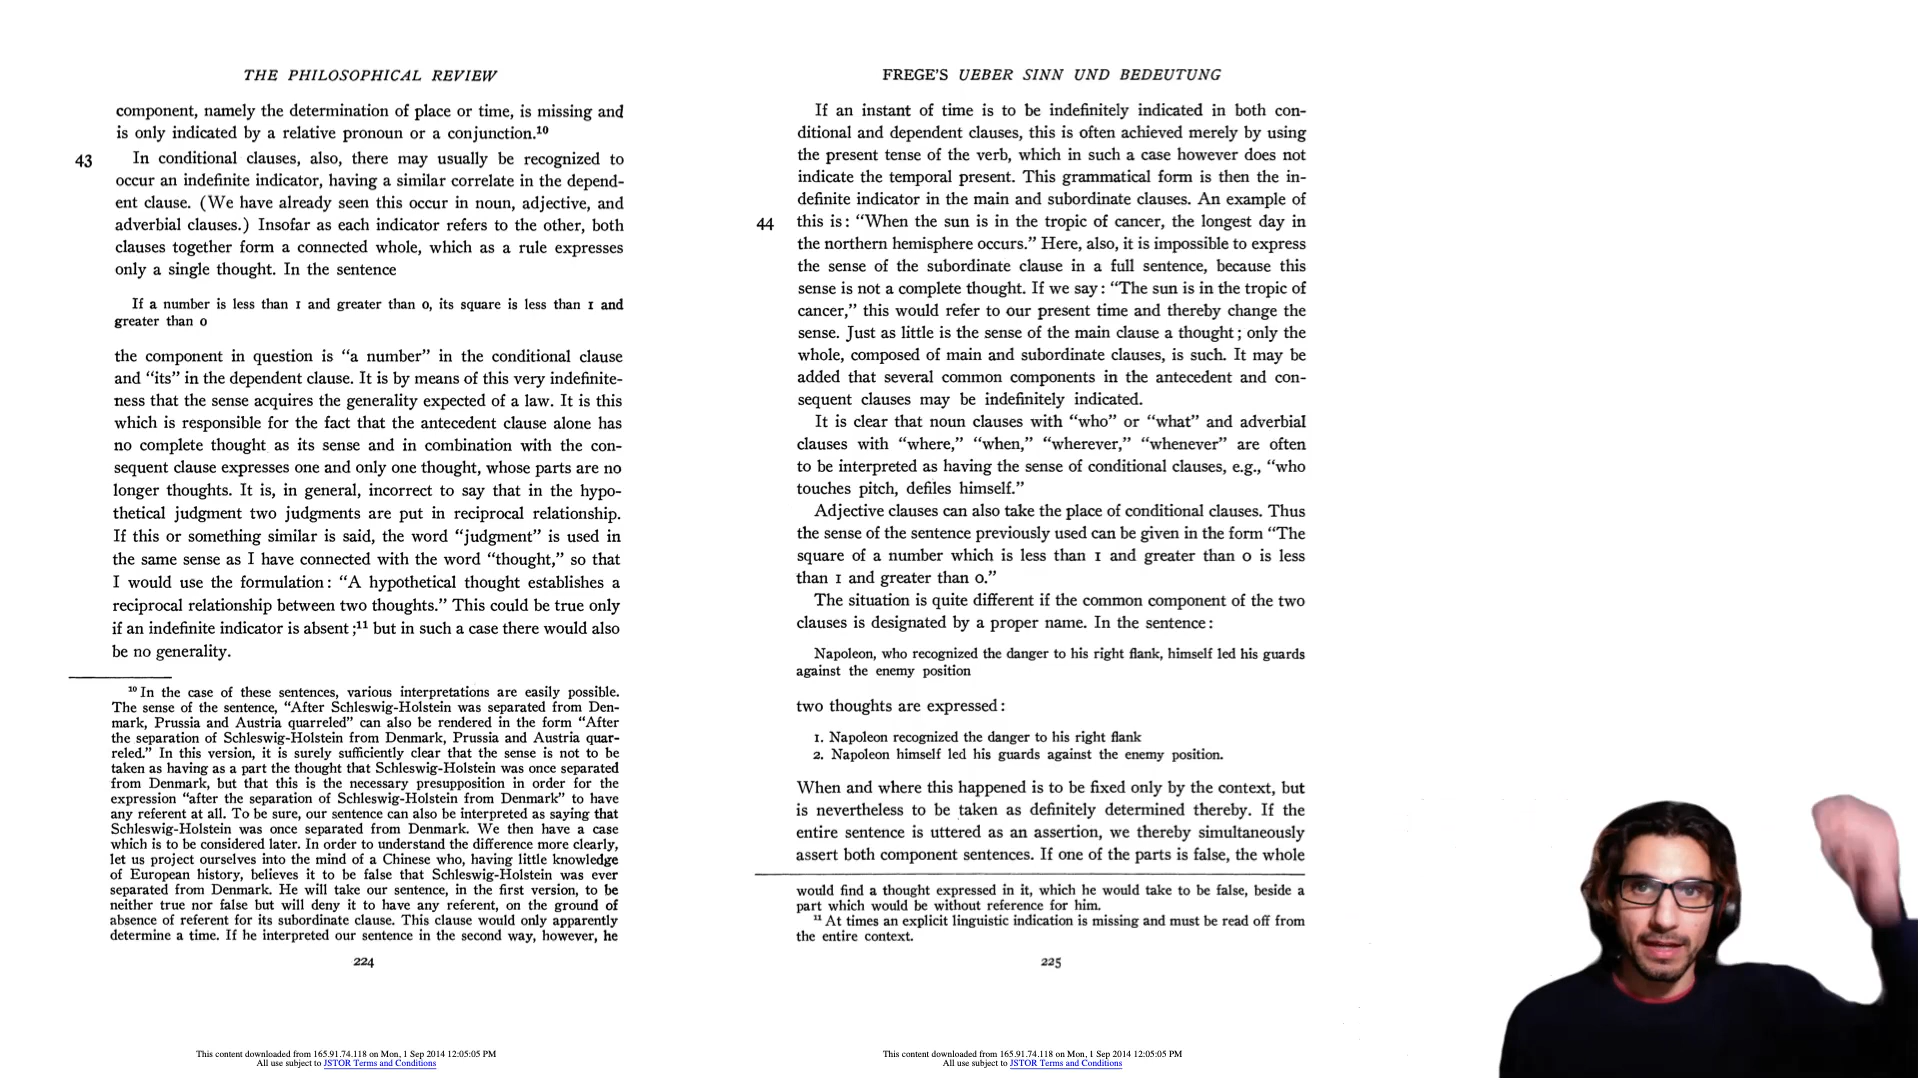 THE PHILOSOPHICAL REVIEW
component, namely the determination of place or time, is missing and
is only indicated by a relative pronoun or a conjunction.¹⁰
43
In conditional clauses, also, there may usually be recognized to
occur an indefinite indicator, having a similar correlate in the depend-
ent clause. (We have already seen this occur in noun, adjective, and
adverbial clauses.) Insofar as each indicator refers to the other, both
clauses together form a connected whole, which as a rule expresses
only a single thought. In the sentence
If a number is less than 1 and greater than 0, its square is less than 1 and
greater than 0
the component in question is “a number” in the conditional clause
and “its” in the dependent clause. It is by means of this very indefinite-
ness that the sense acquires the generality expected of a law. It is this
which is responsible for the fact that the antecedent clause alone has
no complete thought as its sense and in combination with the con-
sequent clause expresses one and only one thought, whose parts are no
longer thoughts. It is, in general, incorrect to say that in the hypo-
thetical judgment two judgments are put in reciprocal relationship.
If this or something similar is said, the word “judgment” is used in
the same sense as I have connected with the word “thought,” so that
I would use the formulation: “A hypothetical thought establishes a
reciprocal relationship between two thoughts.” This could be true only
if an indefinite indicator is absent;¹¹ but in such a case there would also
be no generality.
¹⁰ In the case of these sentences, various interpretations are easily possible.
The sense of the sentence, “After Schleswig-Holstein was separated from Den-
mark, Prussia and Austria quarreled” can also be rendered in the form “After
the separation of Schleswig-Holstein from Denmark, Prussia and Austria quar-
reled.” In this version, it is surely sufficiently clear that the sense is not to be
taken as having as a part the thought that Schleswig-Holstein was once separated
from Denmark, but that this is the necessary presupposition in order for the
expression “after the separation of Schleswig-Holstein from Denmark” to have
any referent at all. To be sure, our sentence can also be interpreted as saying that
Schleswig-Holstein was once separated from Denmark. We then have a case
which is to be considered later. In order to understand the difference more clearly,
let us project ourselves into the mind of a Chinese who, having little knowledge
of European history, believes it to be false that Schleswig-Holstein was ever
separated from Denmark. He will take our sentence, in the first version, to be
neither true nor false but will deny it to have any referent, on the ground of
absence of referent for its subordinate clause. This clause would only apparently
determine a time. If he interpreted our sentence in the second way, however, he
224
This content downloaded from 165.91.74.118 on Mon, 1 Sep 2014 12:05:05 PM
All use subject to JSTOR Terms and Conditions
FREGE'S UEBER SINN UND BEDEUTUNG
If an instant of time is to be indefinitely indicated in both con-
ditional and dependent clauses, this is often achieved merely by using
the present tense of the verb, which in such a case however does not
indicate the temporal present. This grammatical form is then the in-
definite indicator in the main and subordinate clauses. An example of
44
this is: “When the sun is in the tropic of cancer, the longest day in
the northern hemisphere occurs.” Here, also, it is impossible to express
the sense of the subordinate clause in a full sentence, because this
sense is not a complete thought. If we say: “The sun is in the tropic of
cancer,” this would refer to our present time and thereby change the
sense. Just as little is the sense of the main clause a thought; only the
whole, composed of main and subordinate clauses, is such. It may be
added that several common components in the antecedent and con-
sequent clauses may be indefinitely indicated.
It is clear that noun clauses with “who” or “what” and adverbial
clauses with “where,” “when,” “wherever,” “whenever” are often
to be interpreted as having the sense of conditional clauses, e.g., “who
touches pitch, defiles himself.”
Adjective clauses can also take the place of conditional clauses. Thus
the sense of the sentence previously used can be given in the form “The
square of a number which is less than 1 and greater than 0 is less
than 1 and greater than 0.”
The situation is quite different if the common component of the two
clauses is designated by a proper name. In the sentence:
Napoleon, who recognized the danger to his right flank, himself led his guards
against the enemy position
two thoughts are expressed:
1. Napoleon recognized the danger to his right flank
2. Napoleon himself led his guards against the enemy position.
When and where this happened is to be fixed only by the context, but
is nevertheless to be taken as definitely determined thereby. If the
entire sentence is uttered as an assertion, we thereby simultaneously
assert both component sentences. If one of the parts is false, the whole
would find a thought expressed in it, which he would take to be false, beside a
part which would be without reference for him.
¹¹ At times an explicit linguistic indication is missing and must be read off from
the entire context.
225
This content downloaded from 165.91.74.118 on Mon, 1 Sep 2014 12:05:05 PM
All use subject to JSTOR Terms and Conditions